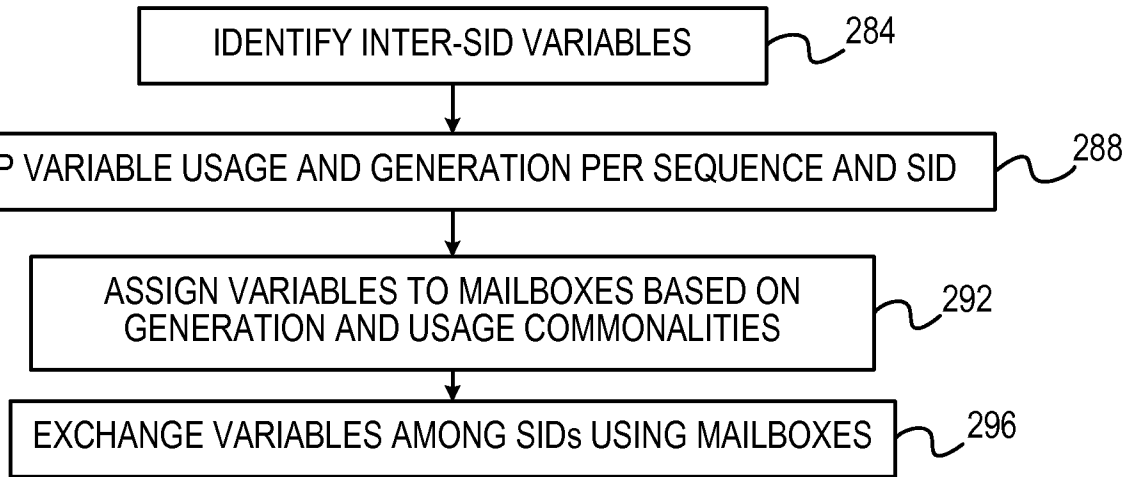 IDENTIFY INTER-SID VARIABLES
284
P VARIABLE USAGE AND GENERATION PER SEQUENCE AND SID
288
ASSIGN VARIABLES TO MAILBOXES BASED ON
GENERATION AND USAGE COMMONALITIES
292
EXCHANGE VARIABLES AMONG SIDs USING MAILBOXES
296